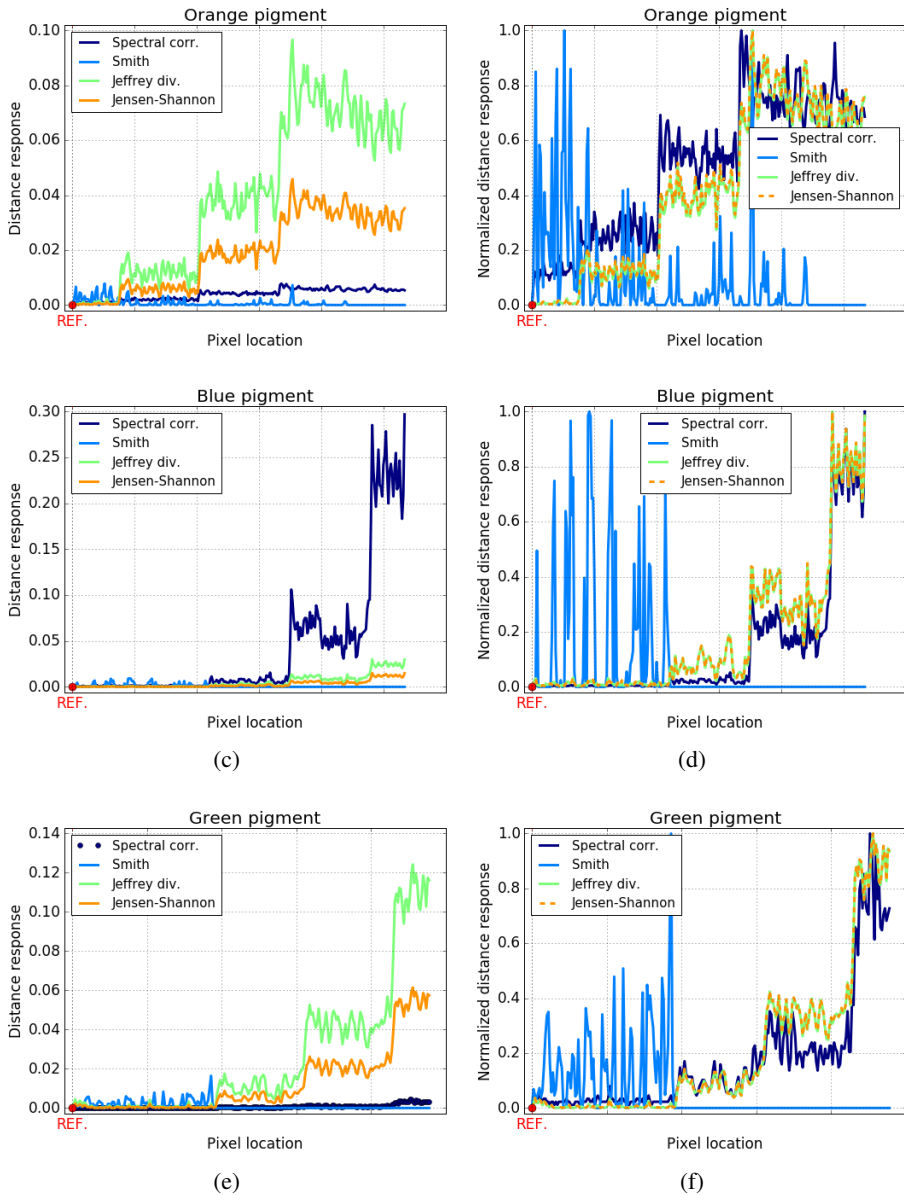 Orange pigment
0.10
0.08
0.06
0.04
0.02
0.00
Distance response
Spectral corr.
Smith
Jeffrey div.
Jensen-Shannon
REF.
Pixel location
Orange pigment
1.0
0.8
0.6
0.4
0.2
0.0
Normalized distance response
Spectral corr.
Smith
Jeffrey div.
Jensen-Shannon
REF.
Pixel location
Blue pigment
0.30
0.25
0.20
0.15
0.10
0.05
0.00
Distance response
Spectral corr.
Smith
Jeffrey div.
Jensen-Shannon
REF.
Pixel location
(c)
Blue pigment
1.0
0.8
0.6
0.4
0.2
0.0
Normalized distance response
Spectral corr.
Smith
Jeffrey div.
Jensen-Shannon
REF.
Pixel location
(d)
Green pigment
0.14
0.12
0.10
0.08
0.06
0.04
0.02
0.00
Distance response
Spectral corr.
Smith
Jeffrey div.
Jensen-Shannon
REF.
Pixel location
(e)
Green pigment
1.0
0.8
0.6
0.4
0.2
0.0
Normalized distance response
Spectral corr.
Smith
Jeffrey div.
Jensen-Shannon
REF.
Pixel location
(f)